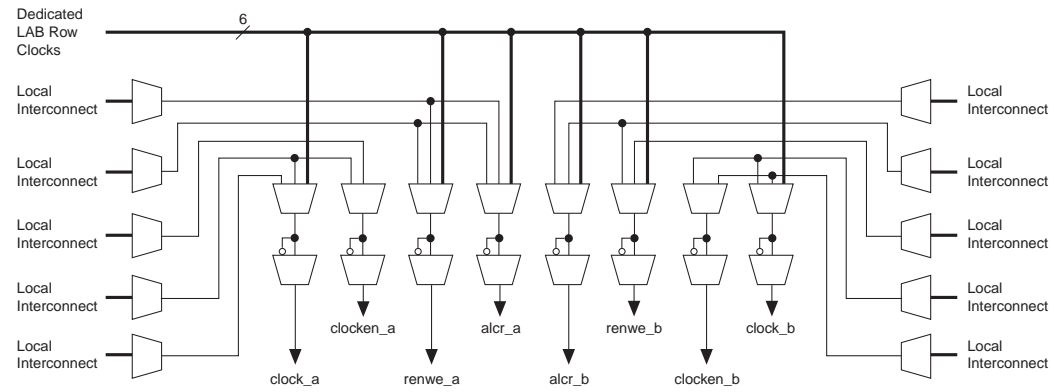 Dedicated
LAB Row
Clocks
6
Local
Interconnect
Local
Interconnect
Local
Interconnect
Local
Interconnect
Local
Interconnect
Local
Interconnect
Local
Interconnect
Local
Interconnect
Local
Interconnect
Local
Interconnect
clocken_a
alcr_a
renwe_b
clock_b
clock_a
renwe_a
alcr_b
clocken_b